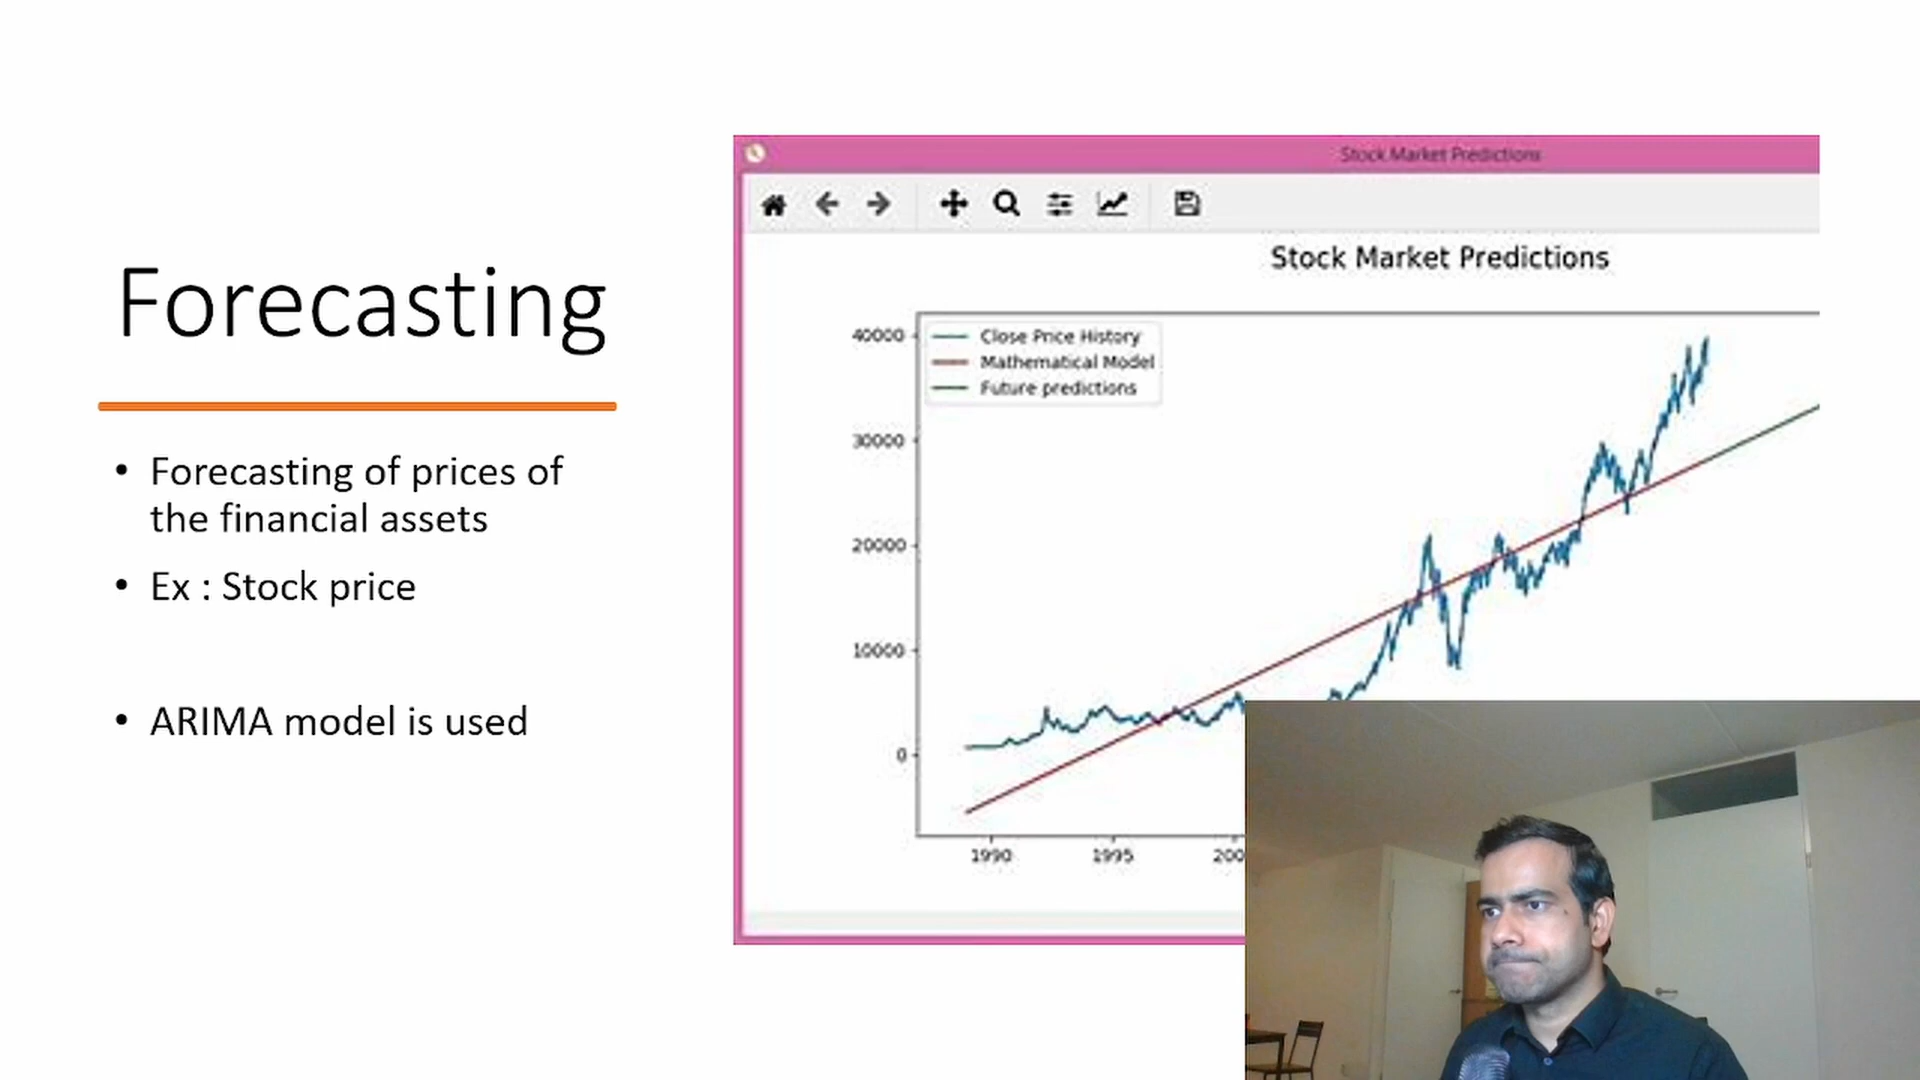 Forecasting
Forecasting of prices of
the financial assets
Ex : Stock price
ARIMA model is used
Stock Market Predictions
Stock Market Predictions
Close Price History
Mathematical Model
Future predictions
40000
30000
20000
10000
0
1990
1995